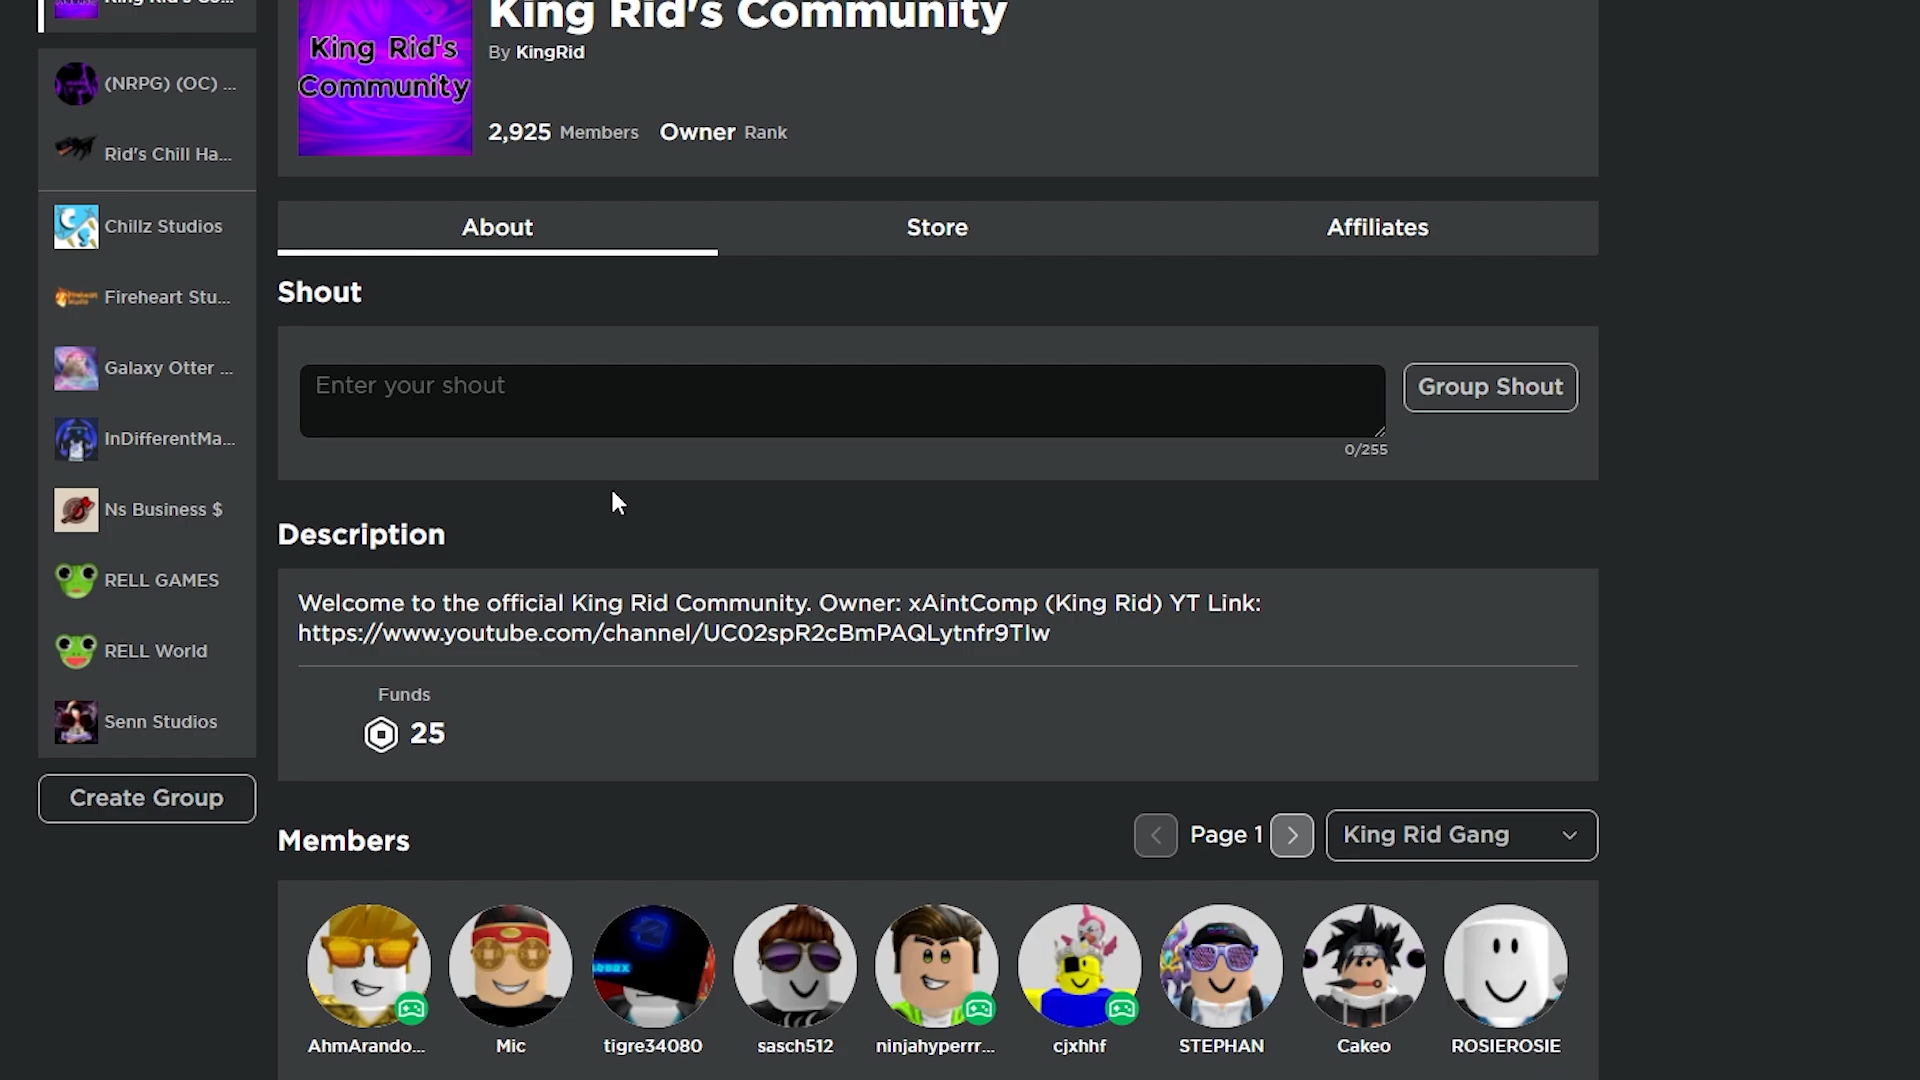 King Rid's Community
By KingRid
King Rid's
Community
2,925 Members Owner Rank
(NRPG) (OC) ...
Rid's Chill Ha...
Chillz Studios
Fireheart Stu...
Galaxy Otter ...
InDifferentMa...
Ns Business $
RELL GAMES
RELL World
Senn Studios
Create Group
About
Store
Affiliates
Shout
Enter your shout
Group Shout
0/255
Description
Welcome to the official King Rid Community. Owner: xAintComp (King Rid) YT Link:
https://www.youtube.com/channel/UC02spR2cBmPAQLytnfr9TIw
Funds
25
Members
Page 1
King Rid Gang
AhmArando...
Mic
tigre34080
sasch512
ninjahyperrr...
cjxhhf
STEPHAN
Cakeo
ROSIEROSIE